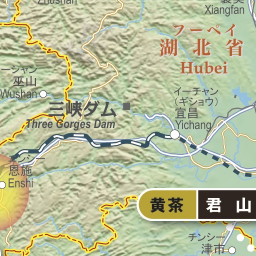 襄
Xiangfan
フーペイ
湖北省
Hubei
ーシャン
巫山
Wushan
三峡ダム
Three Gorges Dam
イーチャン
(ギショウ)
宜昌
Yichang
恩施
Enshi
黄茶 君山
チンシー
津市